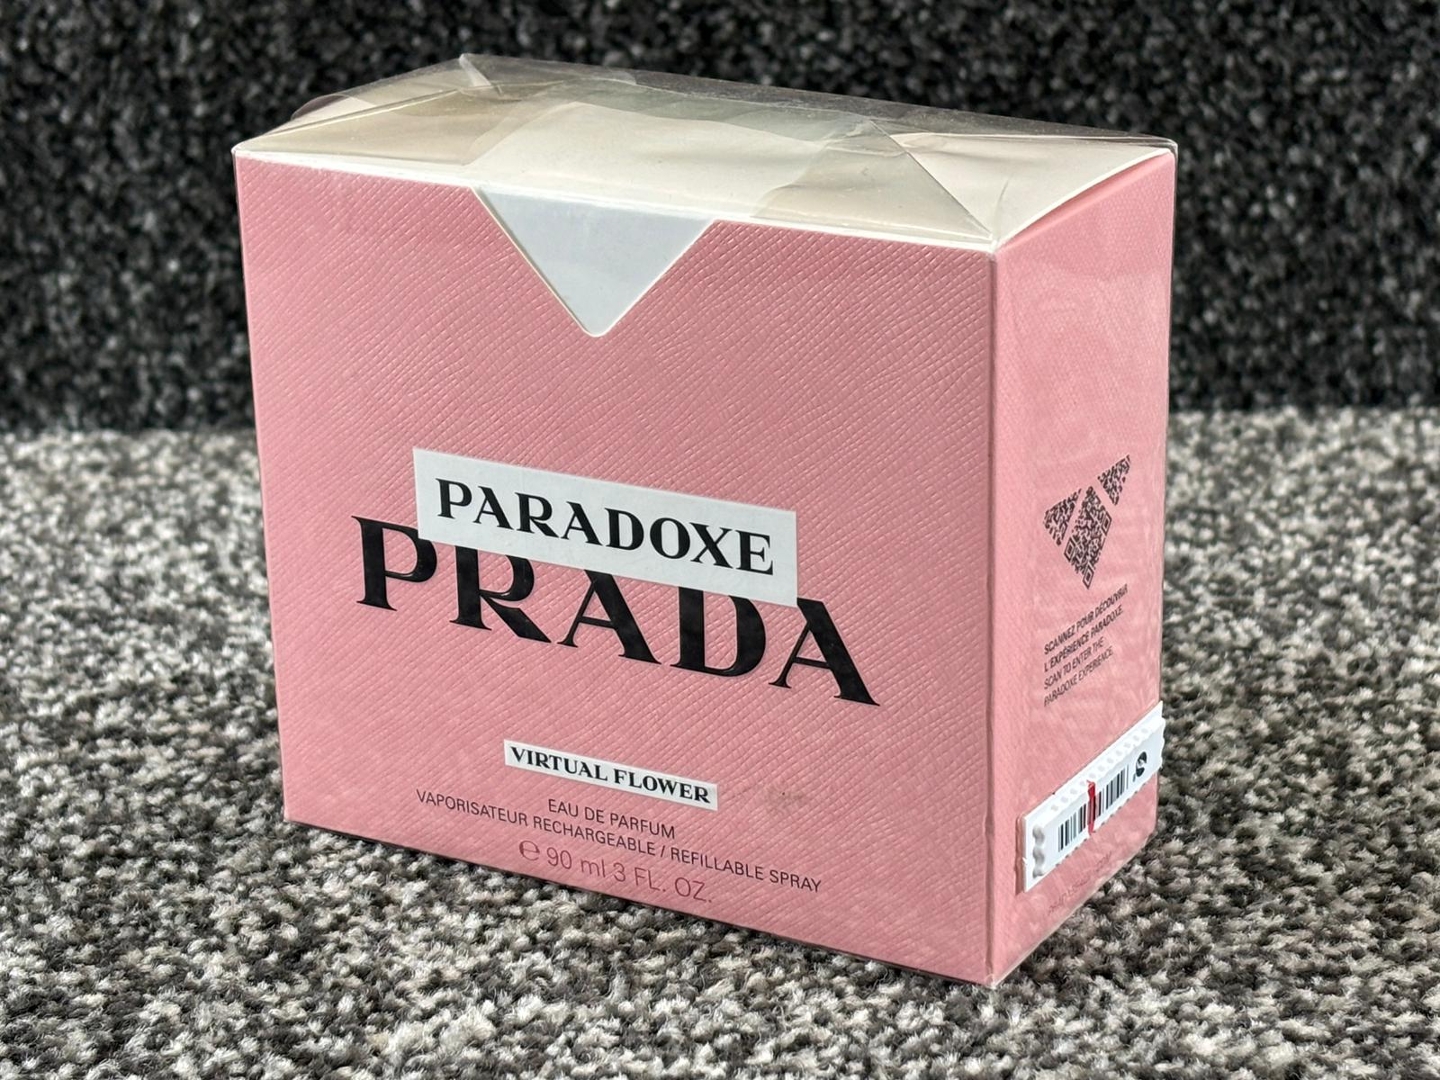 PARADOXE
PRADA
VIRTUAL FLOWER
EAU DE PARFUM
VAPORISATEUR RECHARGEABLE / REFILLABLE SPRAY
℮ 90 ml 3 FL. OZ.
SCANNEZ POUR DÉCOUVRIR
L'EXPÉRIENCE PARADOXE.
SCAN TO ENTER THE
PARADOXE EXPERIENCE.